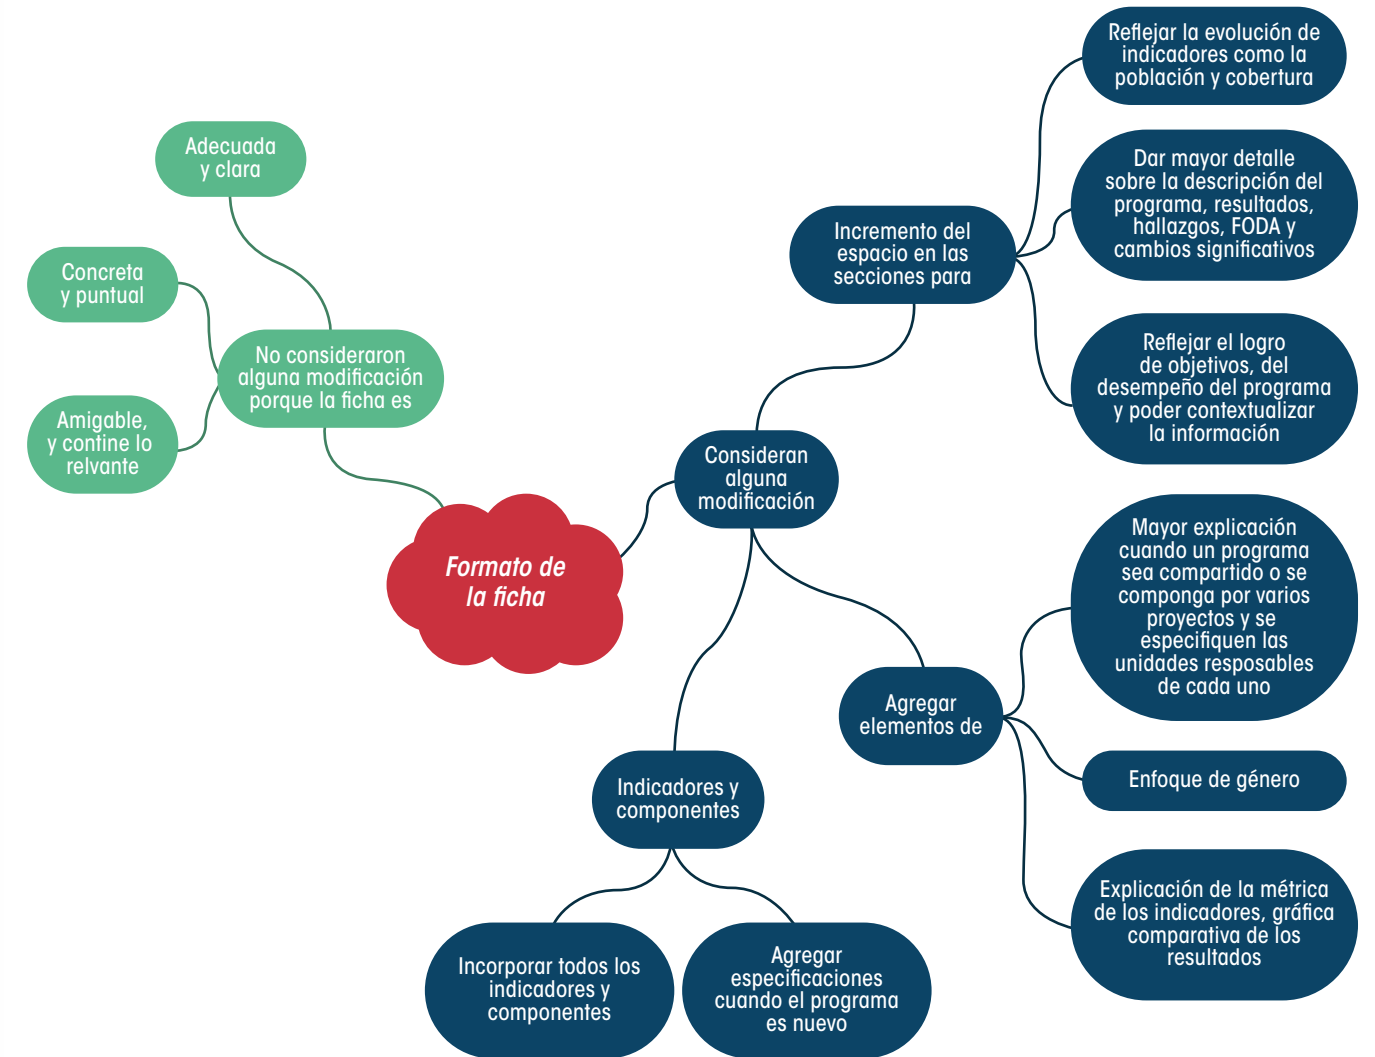 Reflejar la evolución de
indicadores como la
población y cobertura
Adecuada
y clara
Dar mayor detalle
sobre la descripción del
programa, resultados,
hallazgos, FODA y
cambios significativos
Incremento del
espacio en las
secciones para
Concreta
y puntual
Reflejar el logro
de objetivos, del
desempeño del programa
y poder contextualizar
la información
No consideraron
alguna modificación
porque la ficha es
Amigable,
y contine lo
relvante
Consideran
alguna
modificación
Formato de
la ficha
Mayor explicación
cuando un programa
sea compartido o se
componga por varios
proyectos y se
especifiquen las
unidades resposables
de cada uno
Agregar
elementos de
Enfoque de género
Indicadores y
componentes
Explicación de la métrica
de los indicadores, gráfica
comparativa de los
resultados
Incorporar todos los
indicadores y
componentes
Agregar
especificaciones
cuando el programa
es nuevo